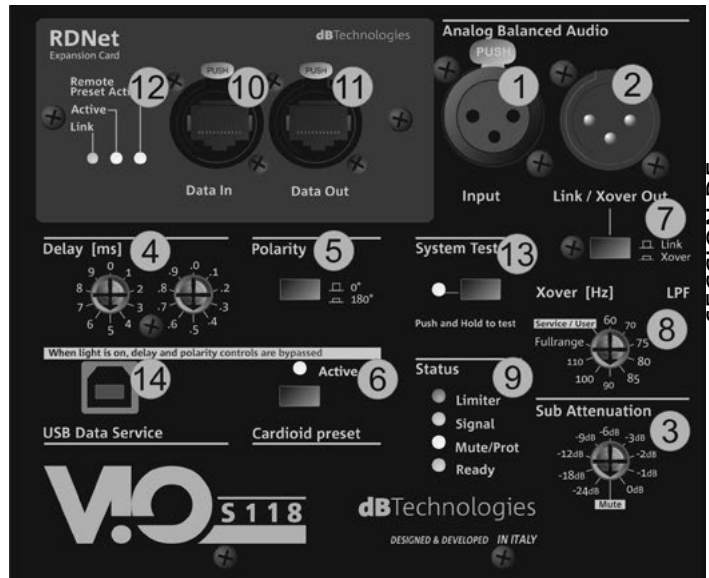 RDNet
Expansion Card
dBTechnologies
Analog Balanced Audio
PUSH
PUSH
PUSH
12
10
11
1
2
Remote
Preset Acti
Active
Link
Data In
Data Out
Input
Link / Xover Out
7
Link
Xover
Delay [ms]
4
.0 .1 .2 .3 .4 .5 .6 .7 .8 .9
0 1 2 3 4 5 6 7 8 9
Polarity
5
0°
180°
System Test
13
Push and Hold to test
Xover [Hz]
LPF
8
Service / User
Fullrange
60 70 75 80 85 90 100 110
When light is on, delay and polarity controls are bypassed
14
USB Data Service
Active
6
Cardioid preset
Status
9
Limiter
Signal
Mute/Prot
Ready
Sub Attenuation
3
-6dB -3dB -2dB -1dB 0dB
-9dB -12dB -18dB -24dB
Mute
VIO
S118
dBTechnologies
DESIGNED & DEVELOPED IN ITALY